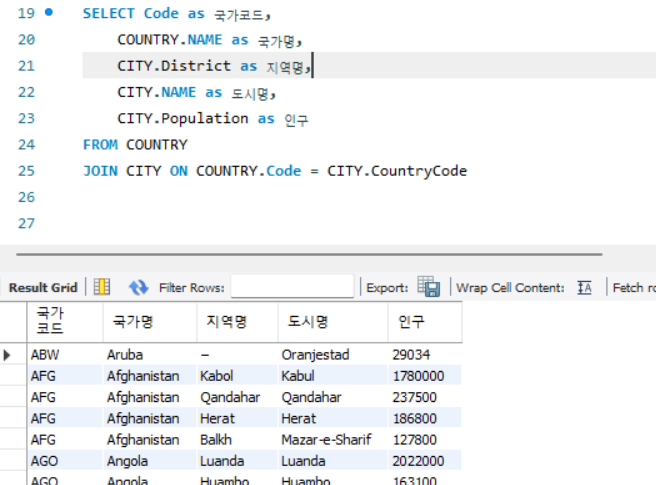 19 SELECT Code as 국가코드,
20 COUNTRY.NAME as 국가명,
21 CITY.District as 지역명,
22 CITY.NAME as 도시명,
23 CITY.Population as 인구
24 FROM COUNTRY
25 JOIN CITY ON COUNTRY.Code = CITY.CountryCode
26
27
Result Grid Filter Rows: Export: Wrap Cell Content: Fetch ro
국가
코드 국가명 지역명 도시명 인구
ABW Aruba – Oranjestad 29034
AFG Afghanistan Kabol Kabul 1780000
AFG Afghanistan Qandahar Qandahar 237500
AFG Afghanistan Herat Herat 186800
AFG Afghanistan Balkh Mazar-e-Sharif 127800
AGO Angola Luanda Luanda 2022000
AGO Angola Huambo Huambo 163100